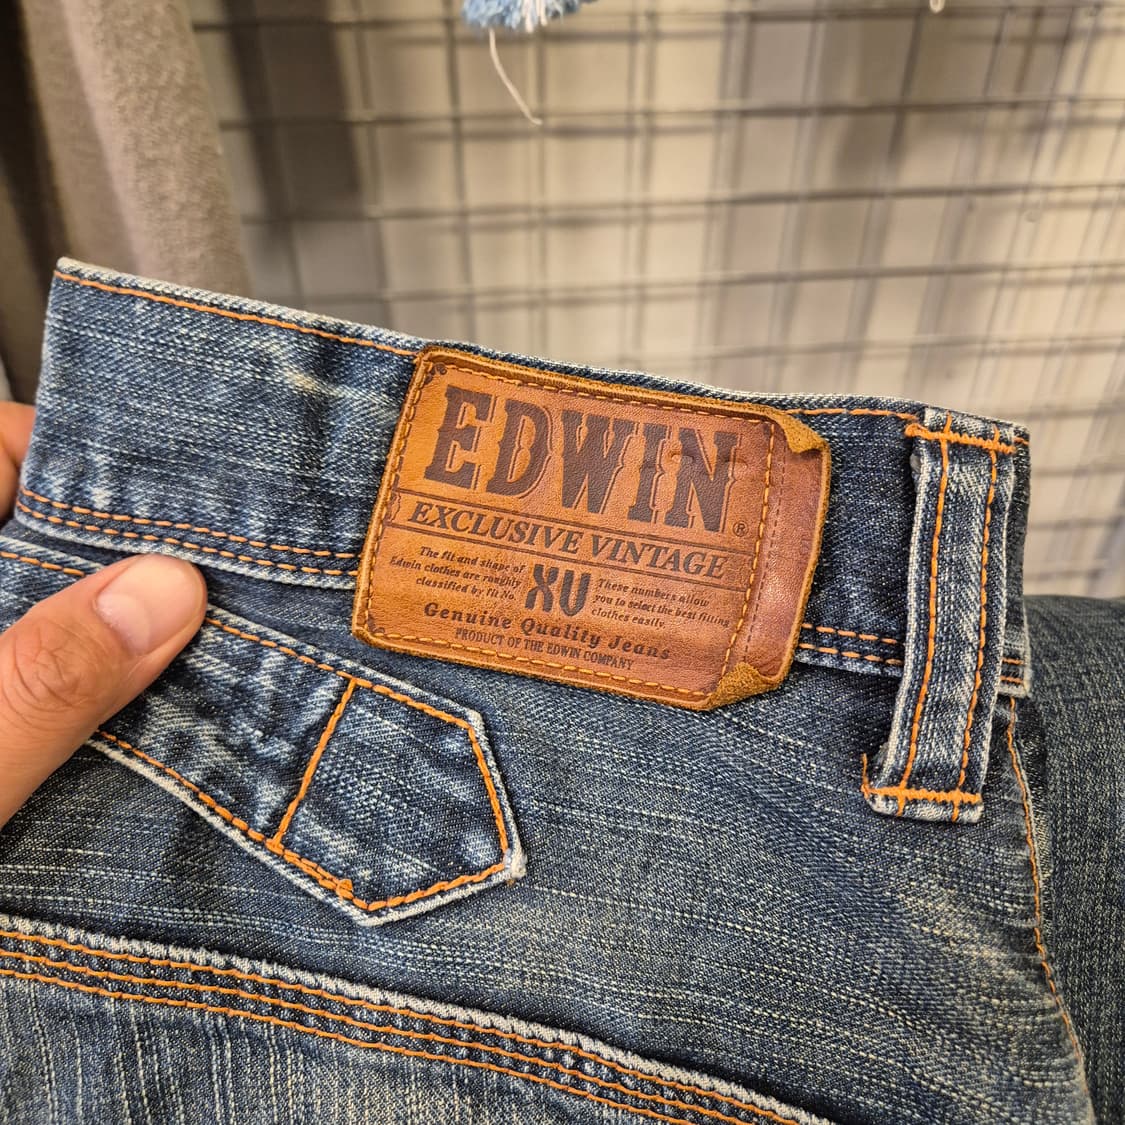 EDWIN®
EXCLUSIVE VINTAGE
The fit and shape of
Edwin clothes are roughly
classified by fit No.
XV
These numbers allow
you to select the best fitting
clothes easily.
Genuine Quality Jeans
PRODUCT OF THE EDWIN COMPANY